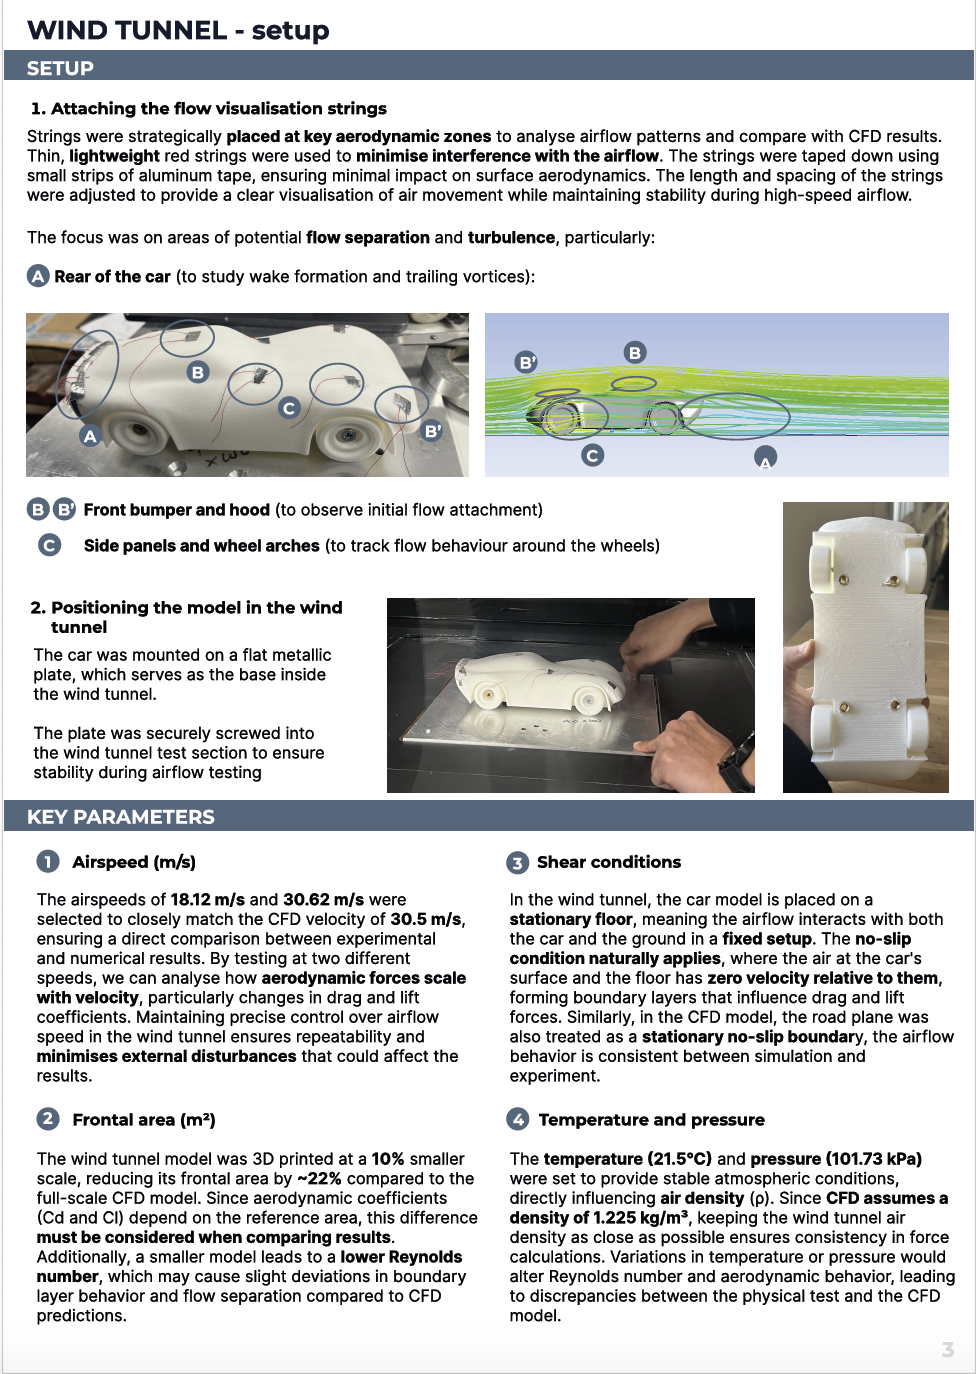 WIND TUNNEL - setup
SETUP
1. Attaching the flow visualisation strings
Strings were strategically placed at key aerodynamic zones to analyse airflow patterns and compare with CFD results.
Thin, lightweight red strings were used to minimise interference with the airflow. The strings were taped down using
small strips of aluminum tape, ensuring minimal impact on surface aerodynamics. The length and spacing of the strings
were adjusted to provide a clear visualisation of air movement while maintaining stability during high-speed airflow.
The focus was on areas of potential flow separation and turbulence, particularly:
A Rear of the car (to study wake formation and trailing vortices):
A
B
C
B'
B'
B
C
A
B B' Front bumper and hood (to observe initial flow attachment)
C Side panels and wheel arches (to track flow behaviour around the wheels)
2. Positioning the model in the wind
tunnel
The car was mounted on a flat metallic
plate, which serves as the base inside
the wind tunnel.
The plate was securely screwed into
the wind tunnel test section to ensure
stability during airflow testing
KEY PARAMETERS
1 Airspeed (m/s)
The airspeeds of 18.12 m/s and 30.62 m/s were
selected to closely match the CFD velocity of 30.5 m/s,
ensuring a direct comparison between experimental
and numerical results. By testing at two different
speeds, we can analyse how aerodynamic forces scale
with velocity, particularly changes in drag and lift
coefficients. Maintaining precise control over airflow
speed in the wind tunnel ensures repeatability and
minimises external disturbances that could affect the
results.
2 Frontal area (m²)
The wind tunnel model was 3D printed at a 10% smaller
scale, reducing its frontal area by ~22% compared to the
full-scale CFD model. Since aerodynamic coefficients
(Cd and Cl) depend on the reference area, this difference
must be considered when comparing results.
Additionally, a smaller model leads to a lower Reynolds
number, which may cause slight deviations in boundary
layer behavior and flow separation compared to CFD
predictions.
3 Shear conditions
In the wind tunnel, the car model is placed on a
stationary floor, meaning the airflow interacts with both
the car and the ground in a fixed setup. The no-slip
condition naturally applies, where the air at the car's
surface and the floor has zero velocity relative to them,
forming boundary layers that influence drag and lift
forces. Similarly, in the CFD model, the road plane was
also treated as a stationary no-slip boundary, the airflow
behavior is consistent between simulation and
experiment.
4 Temperature and pressure
The temperature (21.5°C) and pressure (101.73 kPa)
were set to provide stable atmospheric conditions,
directly influencing air density (ρ). Since CFD assumes a
density of 1.225 kg/m³, keeping the wind tunnel air
density as close as possible ensures consistency in force
calculations. Variations in temperature or pressure would
alter Reynolds number and aerodynamic behavior, leading
to discrepancies between the physical test and the CFD
model.
3